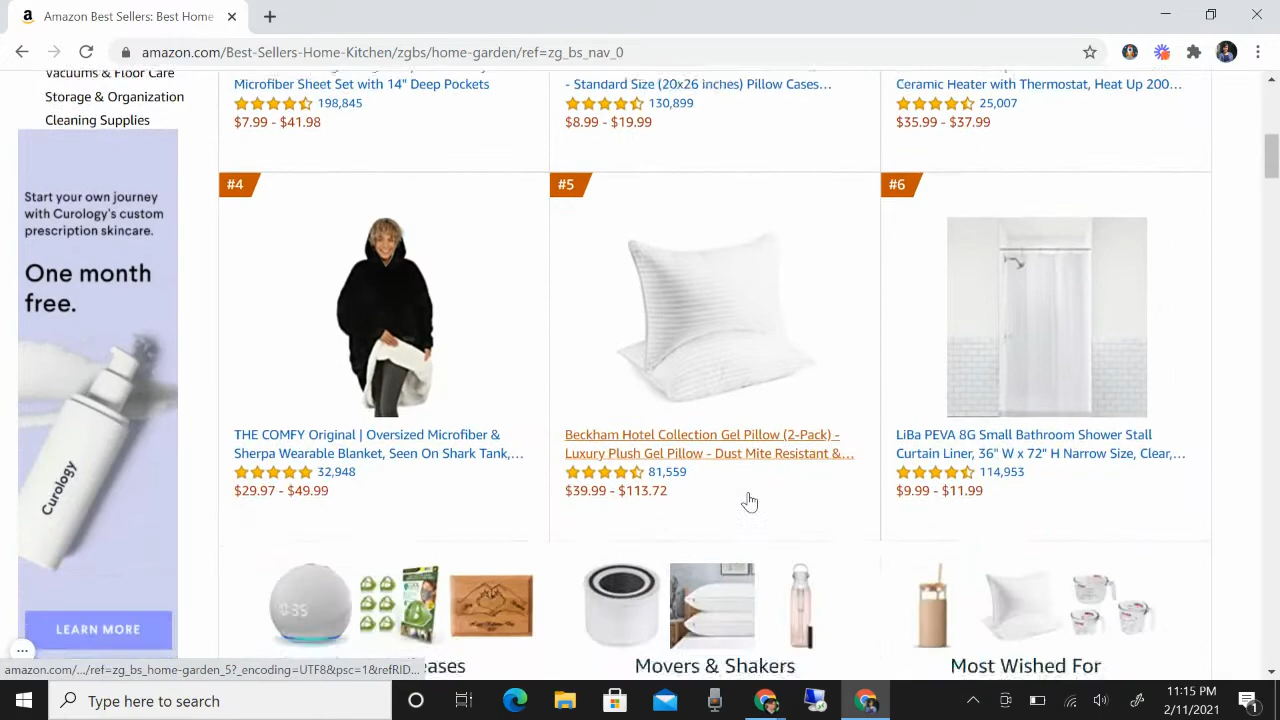 Amazon Best Sellers: Best Home
amazon.com/Best-Sellers-Home-Kitchen/zgbs/home-garden/ref=zg_bs_nav_0
Vacuums & Floor Care
Storage & Organization
Cleaning Supplies
Start your own journey
with Curology's custom
prescription skincare.
One month
free.
Curology
LEARN MORE
Microfiber Sheet Set with 14" Deep Pockets
198,845
$7.99 - $41.98
- Standard Size (20x26 inches) Pillow Cases…
130,899
$8.99 - $19.99
Ceramic Heater with Thermostat, Heat Up 200…
25,007
$35.99 - $37.99
#4
THE COMFY Original | Oversized Microfiber &
Sherpa Wearable Blanket, Seen On Shark Tank,…
32,948
$29.97 - $49.99
#5
Beckham Hotel Collection Gel Pillow (2-Pack) -
Luxury Plush Gel Pillow - Dust Mite Resistant &…
81,559
$39.99 - $113.72
#6
LiBa PEVA 8G Small Bathroom Shower Stall
Curtain Liner, 36" W x 72" H Narrow Size, Clear,…
114,953
$9.99 - $11.99
Movers & Shakers
Most Wished For
amazon.com/.../ref=zg_bs_home-garden_5?_encoding=UTF8&psc=1&refRID...
Type here to search
11:15 PM
2/11/2021